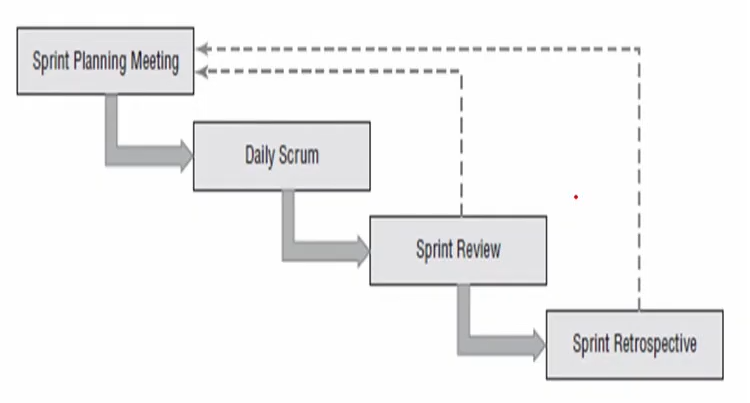 Sprint Planning Meeting
Daily Scrum
Sprint Review
Sprint Retrospective